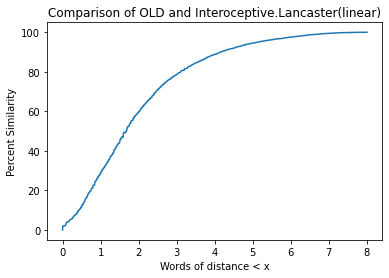 Comparison of OLD and Interoceptive.Lancaster(linear)
100
80
60
40
20
0
Percent Similarity
0 1 2 3 4 5 6 7 8
Words of distance < x